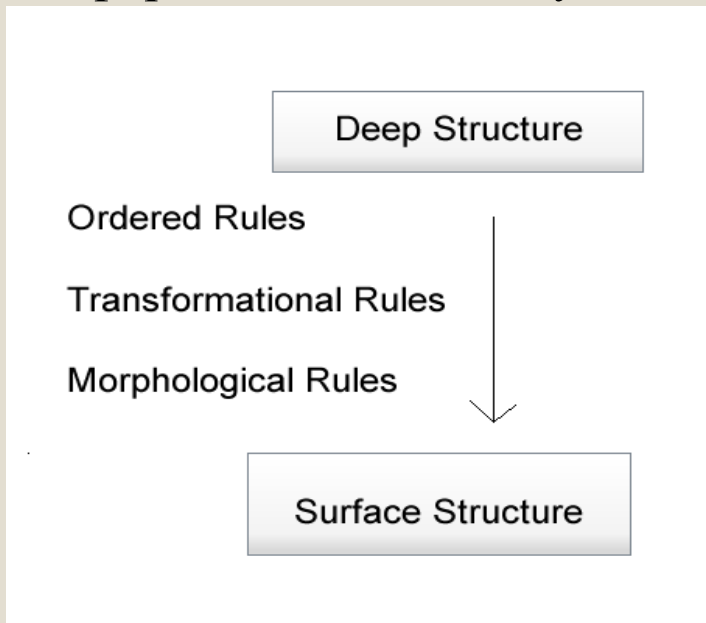 Deep Structure
Ordered Rules
Transformational Rules
Morphological Rules
Surface Structure